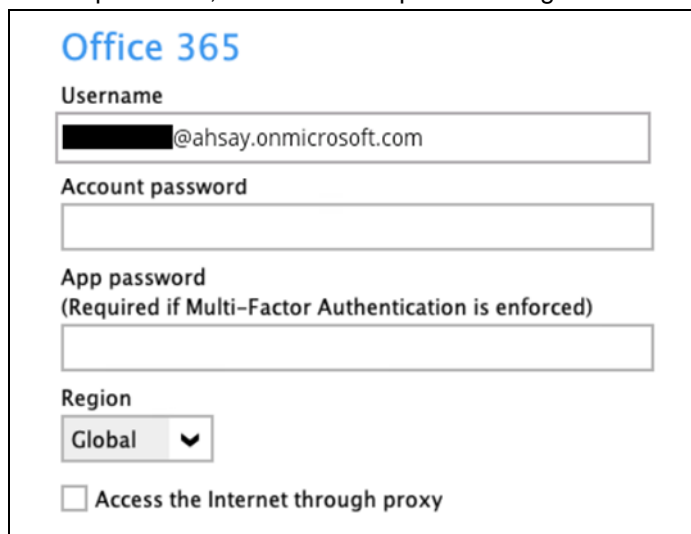 Office 365
Username
@ahsay.onmicrosoft.com
Account password
App password
(Required if Multi-Factor Authentication is enforced)
Region
Global
Access the Internet through proxy